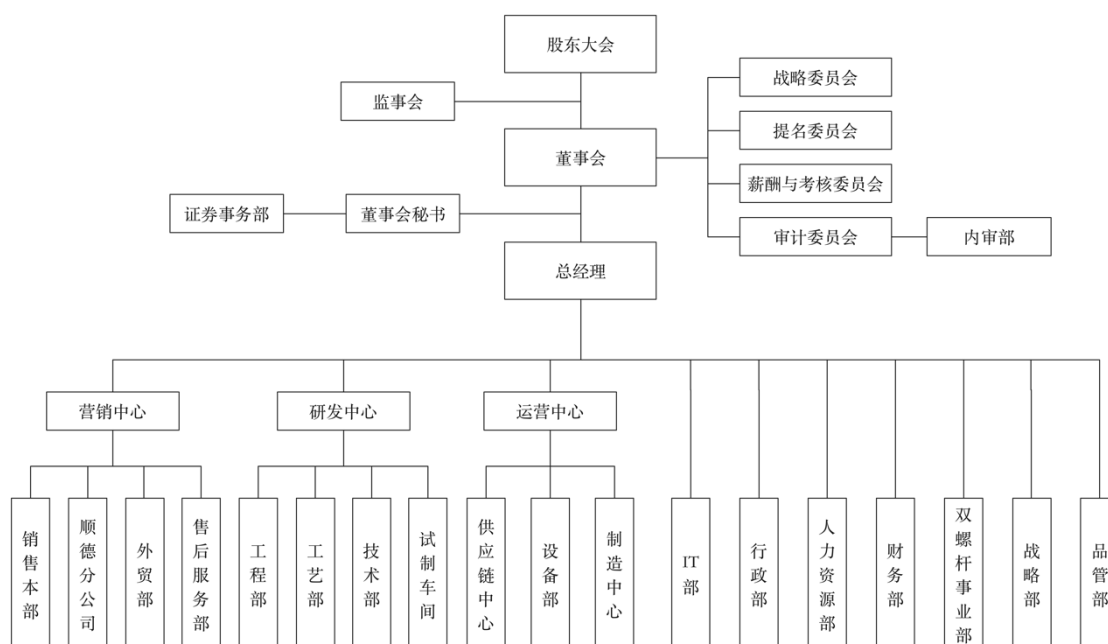 股东大会
监事会
战略委员会
提名委员会
董事会
薪酬与考核委员会
证券事务部
董事会秘书
审计委员会
内审部
总经理
营销中心
研发中心
运营中心
销售本部
顺德分公司
外贸部
售后服务部
工程部
工艺部
技术部
试制车间
供应链中心
设备部
制造中心
IT部
行政部
人力资源部
财务部
双螺杆事业部
战略部
品管部